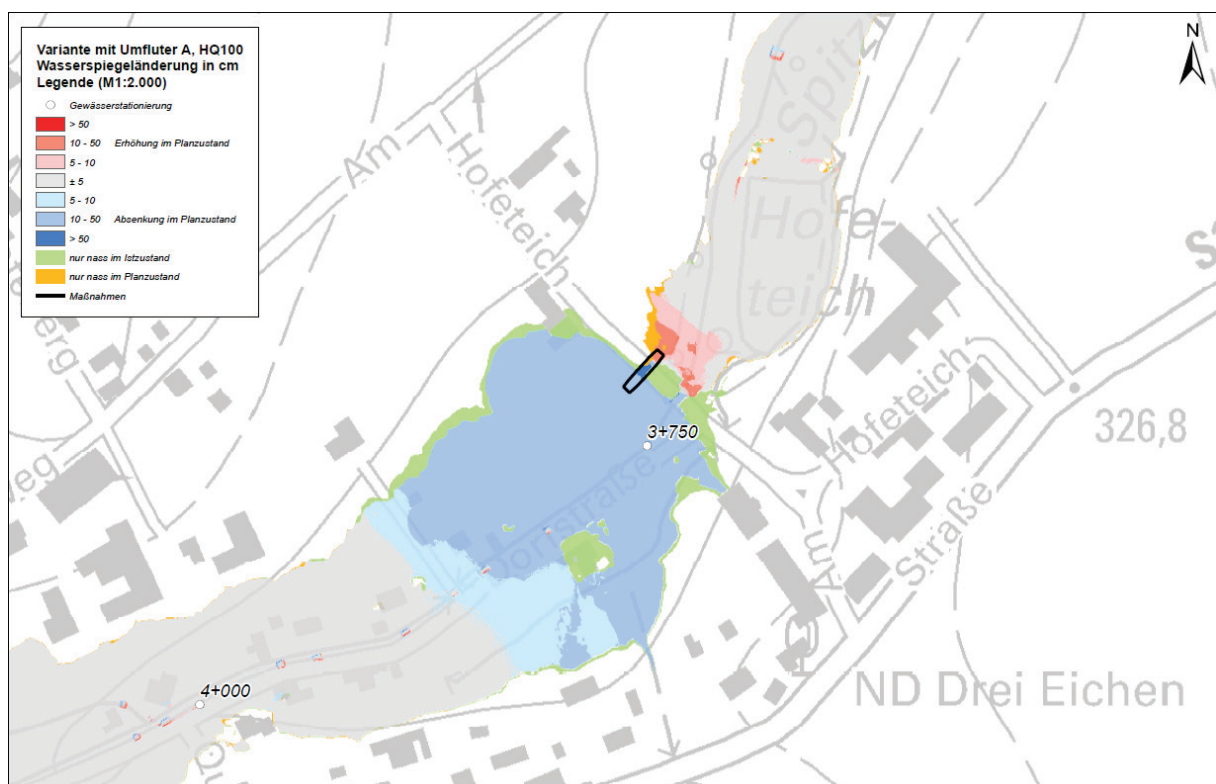 Variante mit Umfluter A, HQ100
Wasserspiegeländerung in cm
Legende (M1:2.000)
Gewässerstationierung
> 50
10 - 50 Erhöhung im Planzustand
5 - 10
± 5
5 - 10
10 - 50 Absenkung im Planzustand
> 50
nur nass im Istzustand
nur nass im Planzustand
Maßnahmen
N
Am
Hofeteich
Hofe-
teich
3+750
Dorfstraße
Hofeteich
Am
Straße
326,8
4+000
ND Drei Eichen